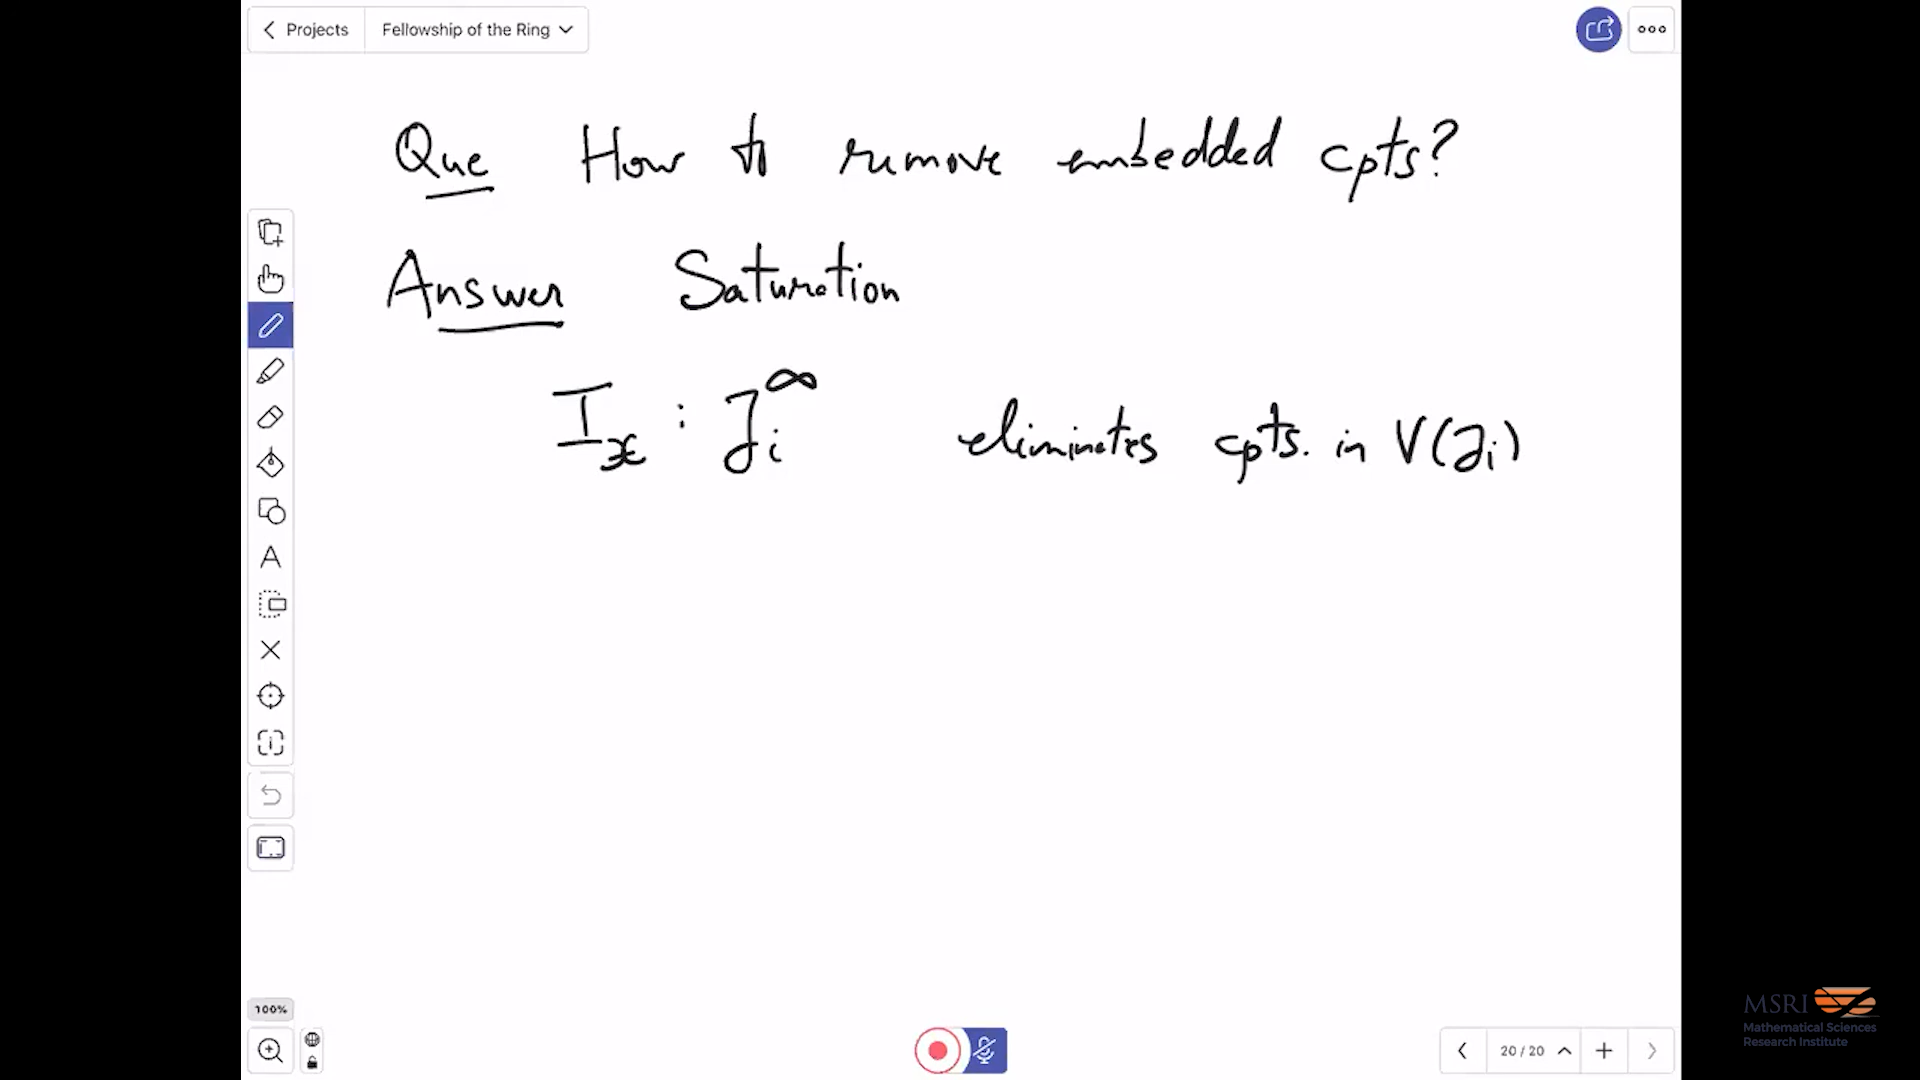 Projects
Fellowship of the Ring
Que How to remove embedded cpts?
Answer Saturation
I_x : J_i^∞ eliminates cpts. in V(J_i)
A
100%
20 / 20
MSRI
Mathematical Sciences
Research Institute